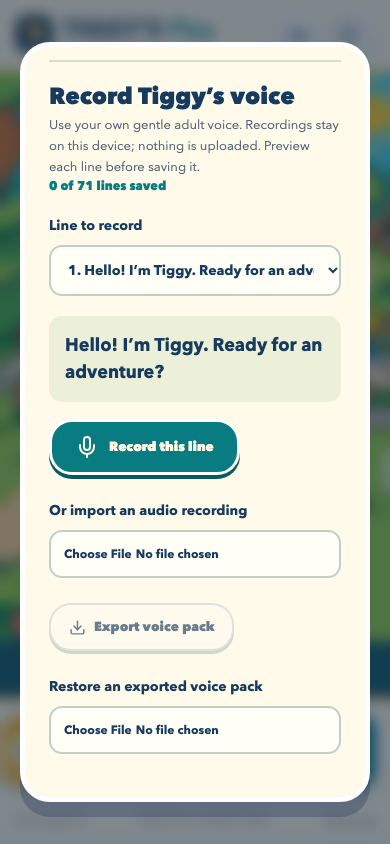 Record Tiggy’s voice
Use your own gentle adult voice. Recordings stay
on this device; nothing is uploaded. Preview
each line before saving it.
0 of 71 lines saved
Line to record
1. Hello! I’m Tiggy. Ready for an
Hello! I’m Tiggy. Ready for an
adventure?
Record this line
Or import an audio recording
Choose File No file chosen
Export voice pack
Restore an exported voice pack
Choose File No file chosen